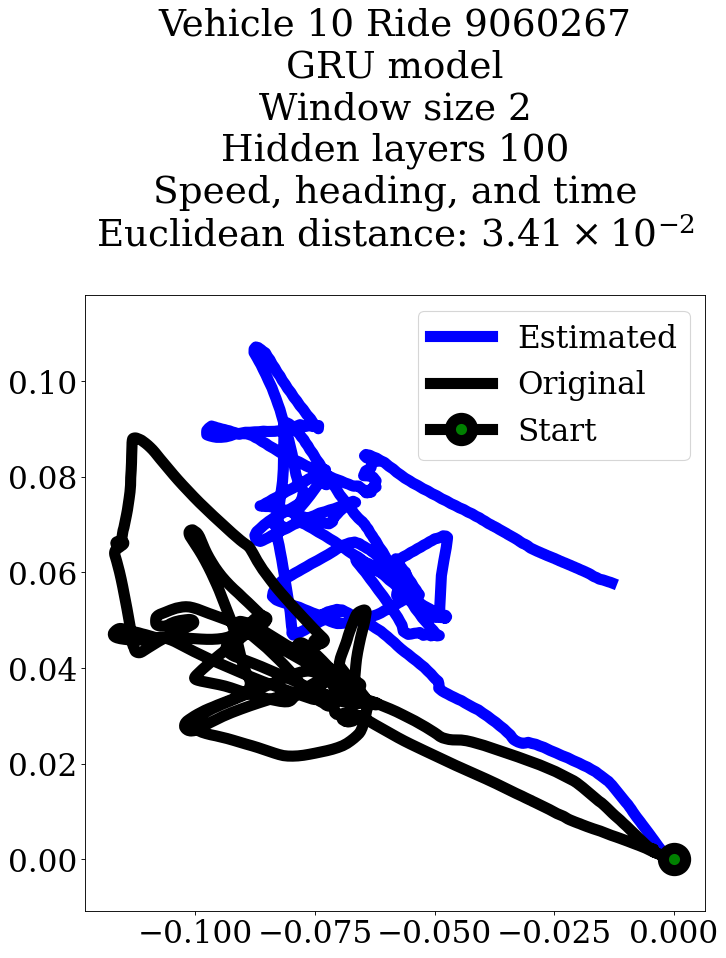 Vehicle 10 Ride 9060267
GRU model
Window size 2
Hidden layers 100
Speed, heading, and time
Euclidean distance: 3.41 × 10⁻²
Estimated
Original
Start
0.10
0.08
0.06
0.04
0.02
0.00
−0.100 −0.075 −0.050 −0.025 0.000